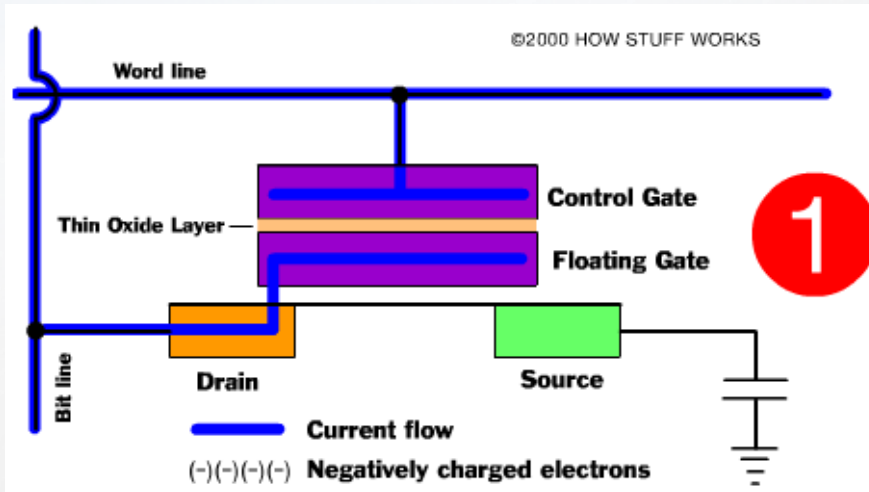 ©2000 HOW STUFF WORKS
Word line
Control Gate
1
Thin Oxide Layer
Floating Gate
Bit line
Drain
Source
Current flow
(-)(-)(-)(-) Negatively charged electrons